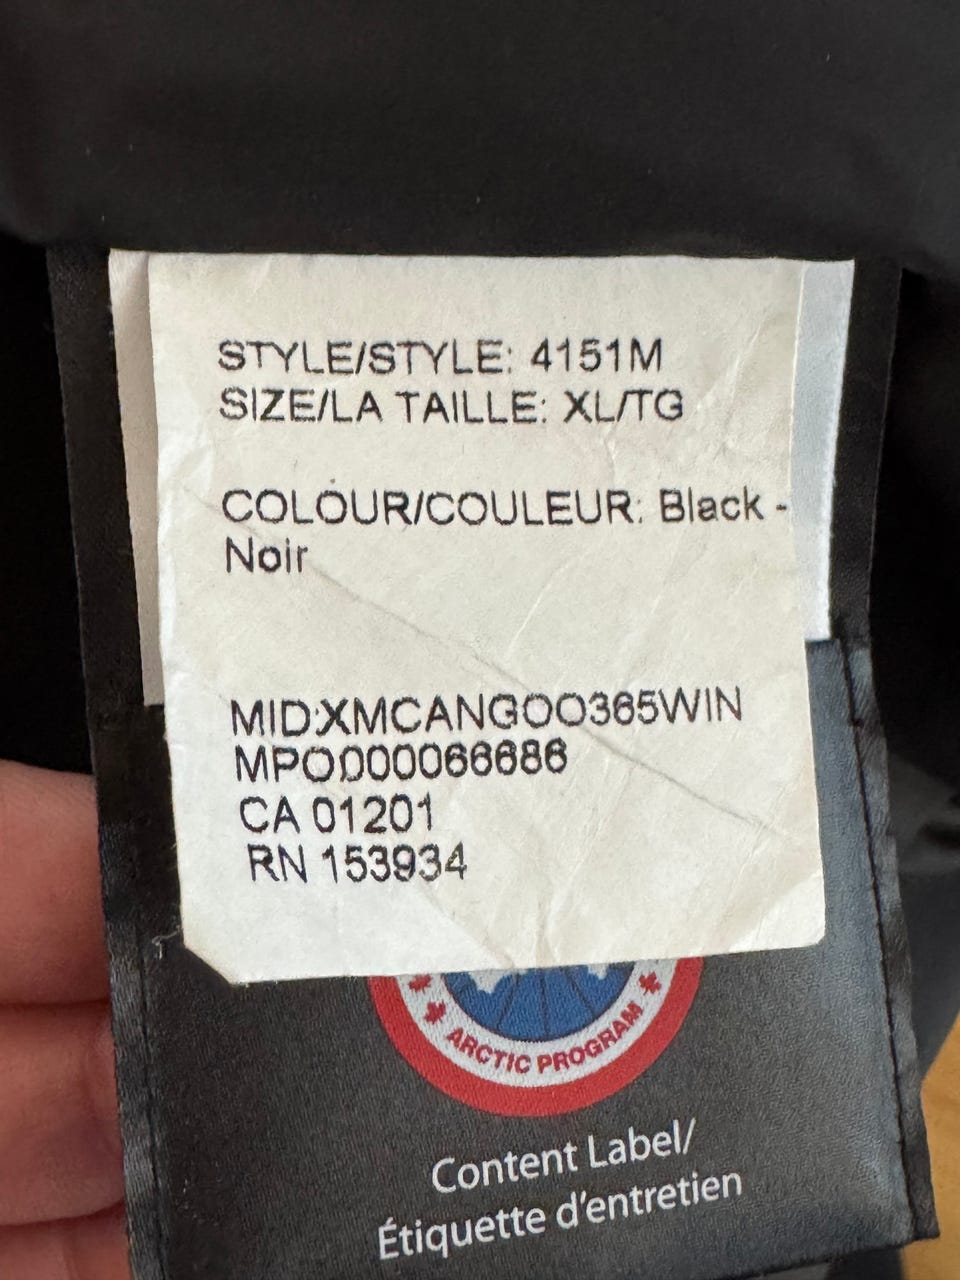 STYLE/STYLE: 4151M
SIZE/LA TAILLE: XL/TG
COLOUR/COULEUR: Black -
Noir
MID:XMCANGOO365WIN
MPO0000066686
CA 01201
RN 153934
ARCTIC PROGRAM
Content Label/
Étiquette d'entretien